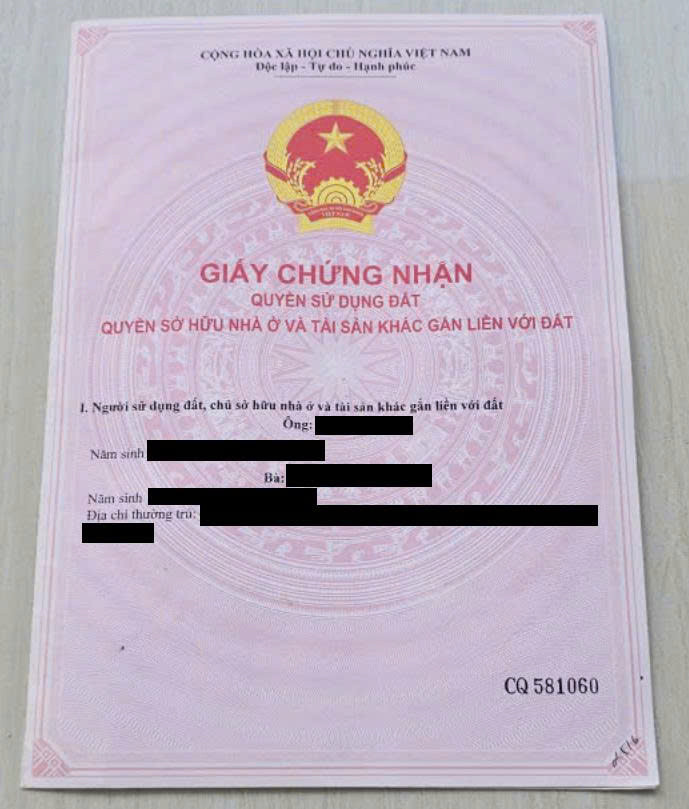 CỘNG HÒA XÃ HỘI CHỦ NGHĨA VIỆT NAM
Độc lập - Tự do - Hạnh phúc
VIỆT NAM
GIẤY CHỨNG NHẬN
QUYỀN SỬ DỤNG ĐẤT
QUYỀN SỞ HỮU NHÀ Ở VÀ TÀI SẢN KHÁC GẮN LIỀN VỚI ĐẤT
I. Người sử dụng đất, chủ sở hữu nhà ở và tài sản khác gắn liền với đất
Ông:
Năm sinh
Bà:
Năm sinh
Địa chỉ thường trú:
CQ 581060